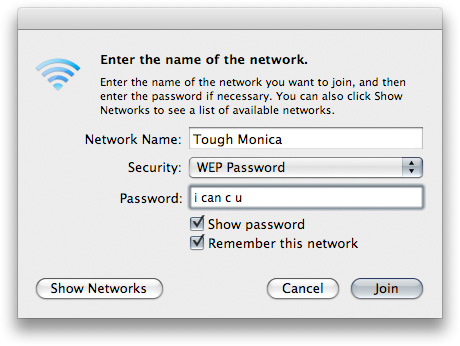 Enter the name of the network.
Enter the name of the network you want to join, and then
enter the password if necessary. You can also click Show
Networks to see a list of available networks.
Network Name: Tough Monica
Security: WEP Password
Password: i can c u
Show password
Remember this network
Show Networks Cancel Join